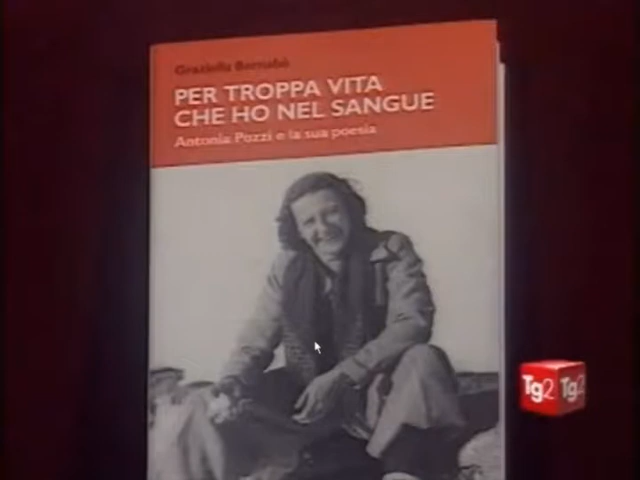 Graziella Bernabò
PER TROPPA VITA
CHE HO NEL SANGUE
Antonia Pozzi e la sua poesia
Tg2 Tg2